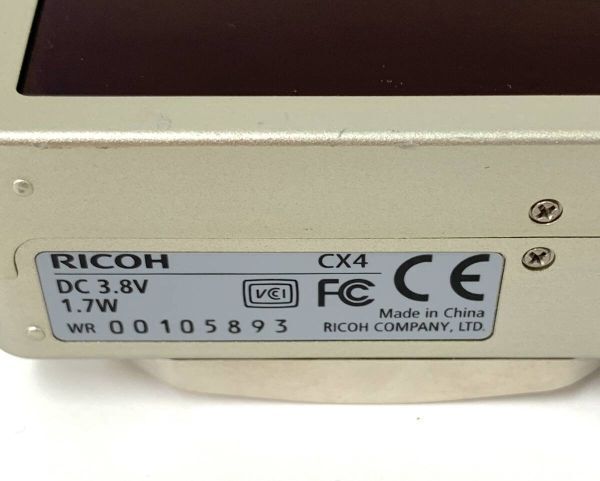 RICOH CX4
DC 3.8V
1.7W
VCI FC CE
Made in China
WR 00105893 RICOH COMPANY, LTD.